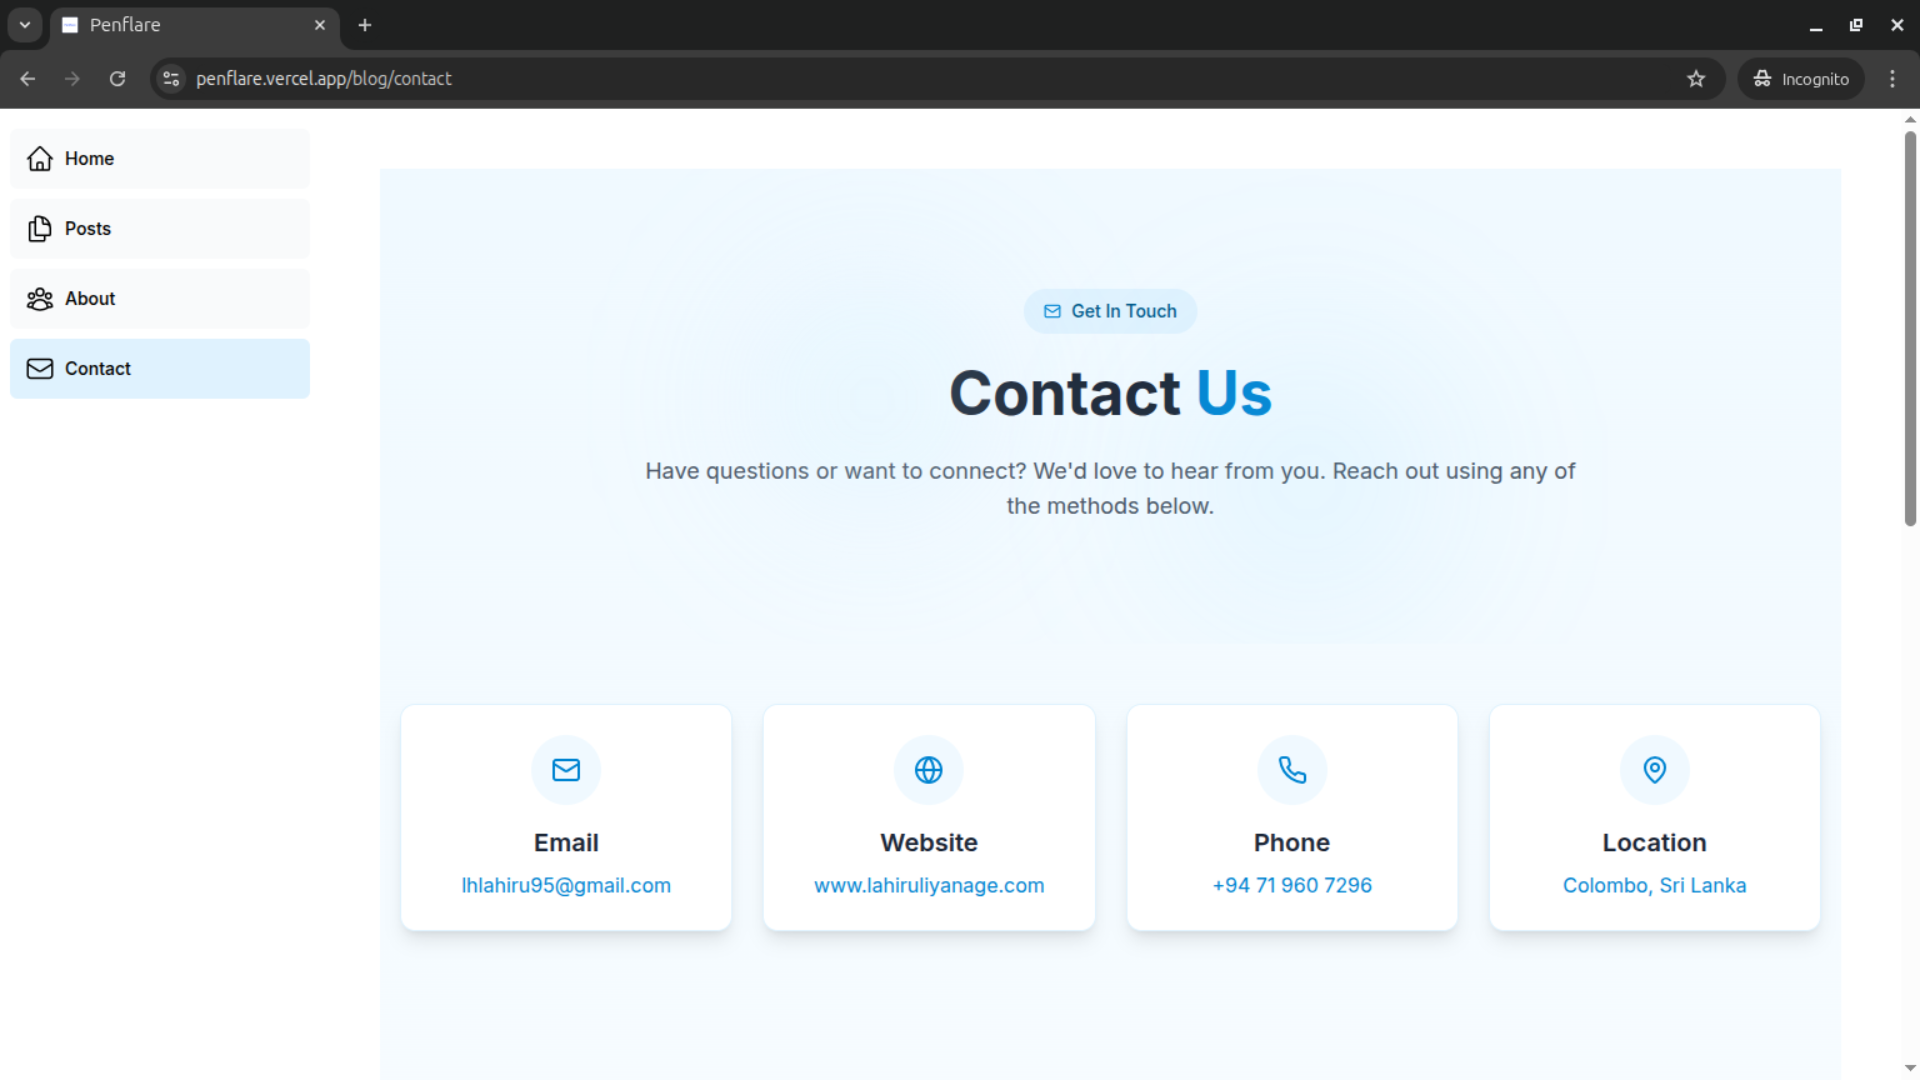 Penflare
penflare.vercel.app/blog/contact
Incognito
Home
Posts
About
Contact
Get In Touch
Contact Us
Have questions or want to connect? We'd love to hear from you. Reach out using any of
the methods below.
Email
lhlahiru95@gmail.com
Website
www.lahiruliyanage.com
Phone
+94 71 960 7296
Location
Colombo, Sri Lanka